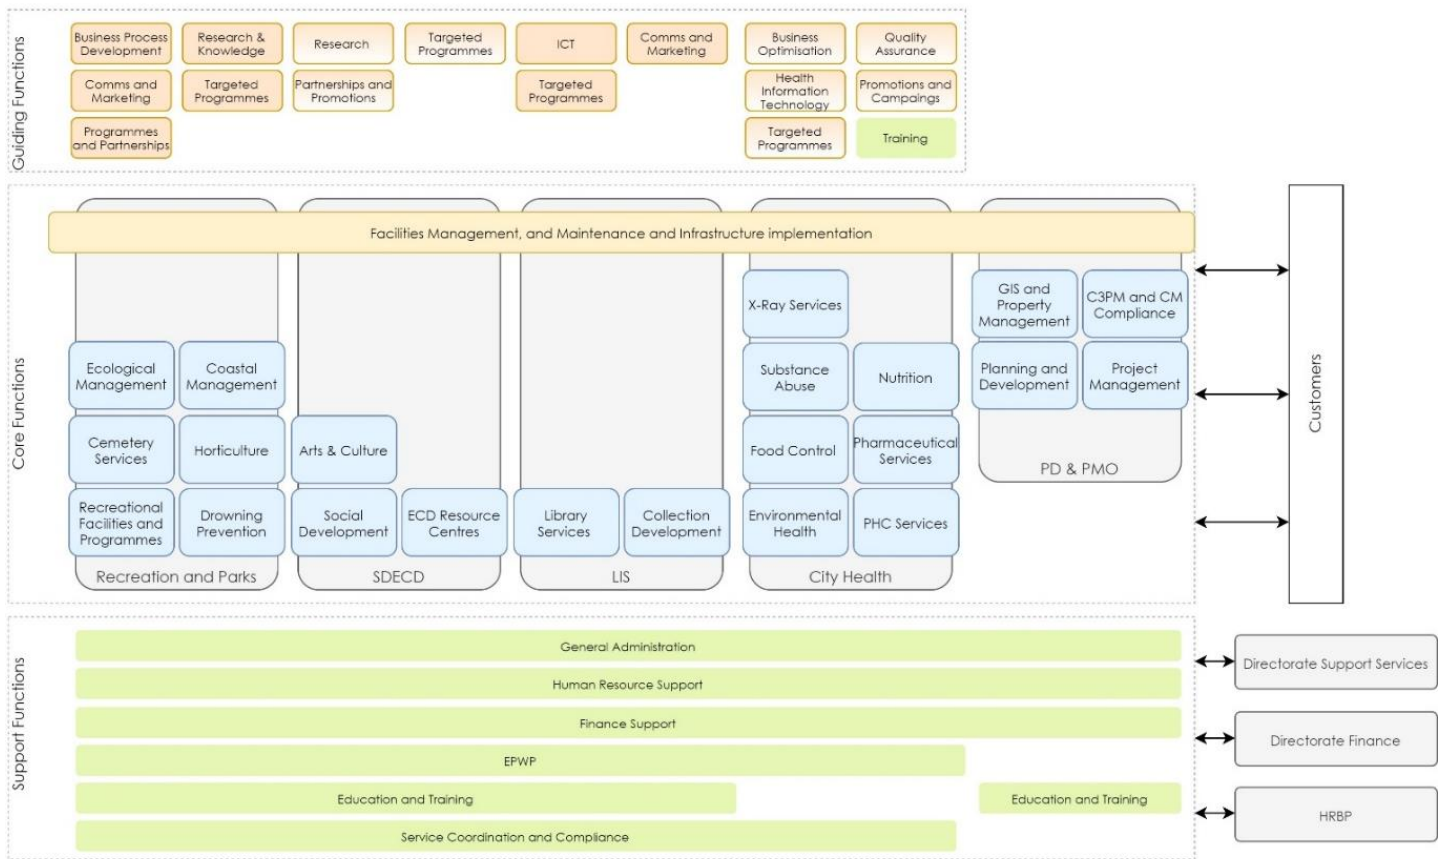 Guiding Functions
Business Process
Development
Research &
Knowledge
Research
Targeted
Programmes
ICT
Comms and
Marketing
Business
Optimisation
Quality
Assurance
Comms and
Marketing
Targeted
Programmes
Partnerships and
Promotions
Targeted
Programmes
Health
Information
Technology
Promotions and
Campaings
Programmes
and Partnerships
Targeted
Programmes
Training
Core Functions
Facilities Management, and Maintenance and Infrastructure implementation
Ecological
Management
Coastal
Management
Cemetery
Services
Horticulture
Recreational
Facilities and
Programmes
Drowning
Prevention
Recreation and Parks
Arts & Culture
Social
Development
ECD Resource
Centres
SDECD
Library
Services
Collection
Development
LIS
X-Ray Services
Substance
Abuse
Nutrition
Food Control
Pharmaceutical
Services
Environmental
Health
PHC Services
City Health
GIS and
Property
Management
C3PM and CM
Compliance
Planning and
Development
Project
Management
PD & PMO
Customers
Support Functions
General Administration
Human Resource Support
Finance Support
EPWP
Education and Training
Education and Training
Service Coordination and Compliance
Directorate Support Services
Directorate Finance
HRBP